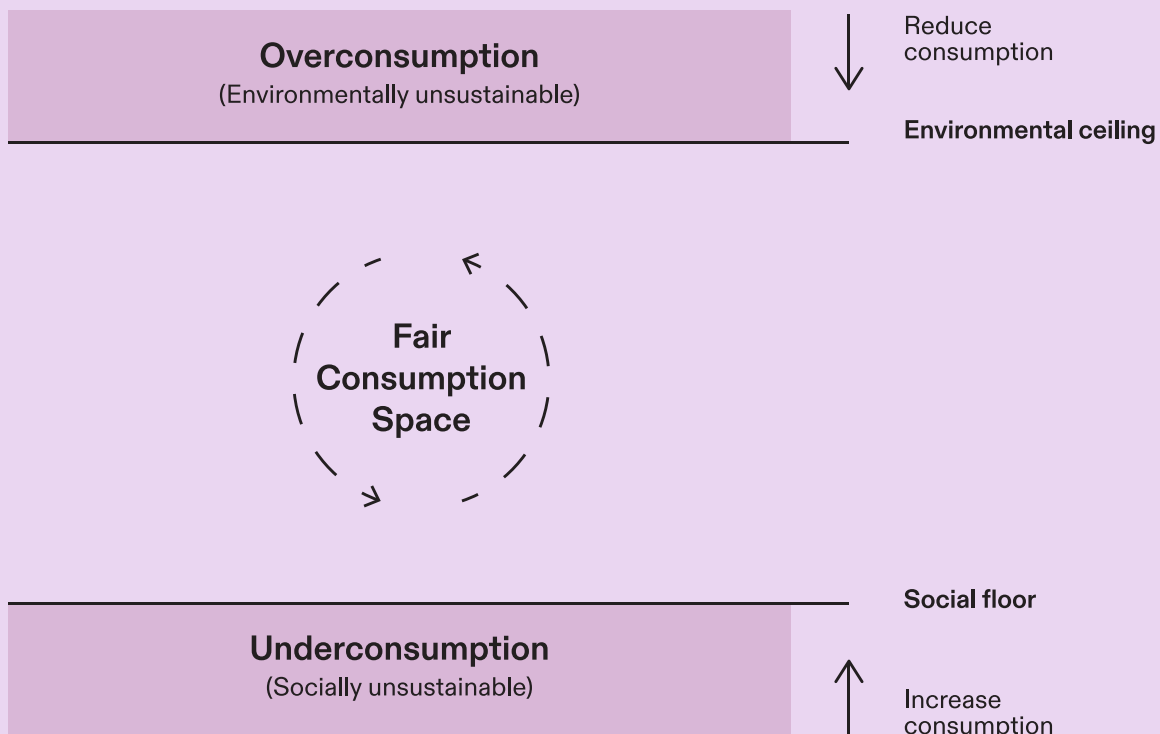 Overconsumption
(Environmentally unsustainable)
Reduce
consumption
Environmental ceiling
Fair
Consumption
Space
Social floor
Underconsumption
(Socially unsustainable)
Increase
consumption